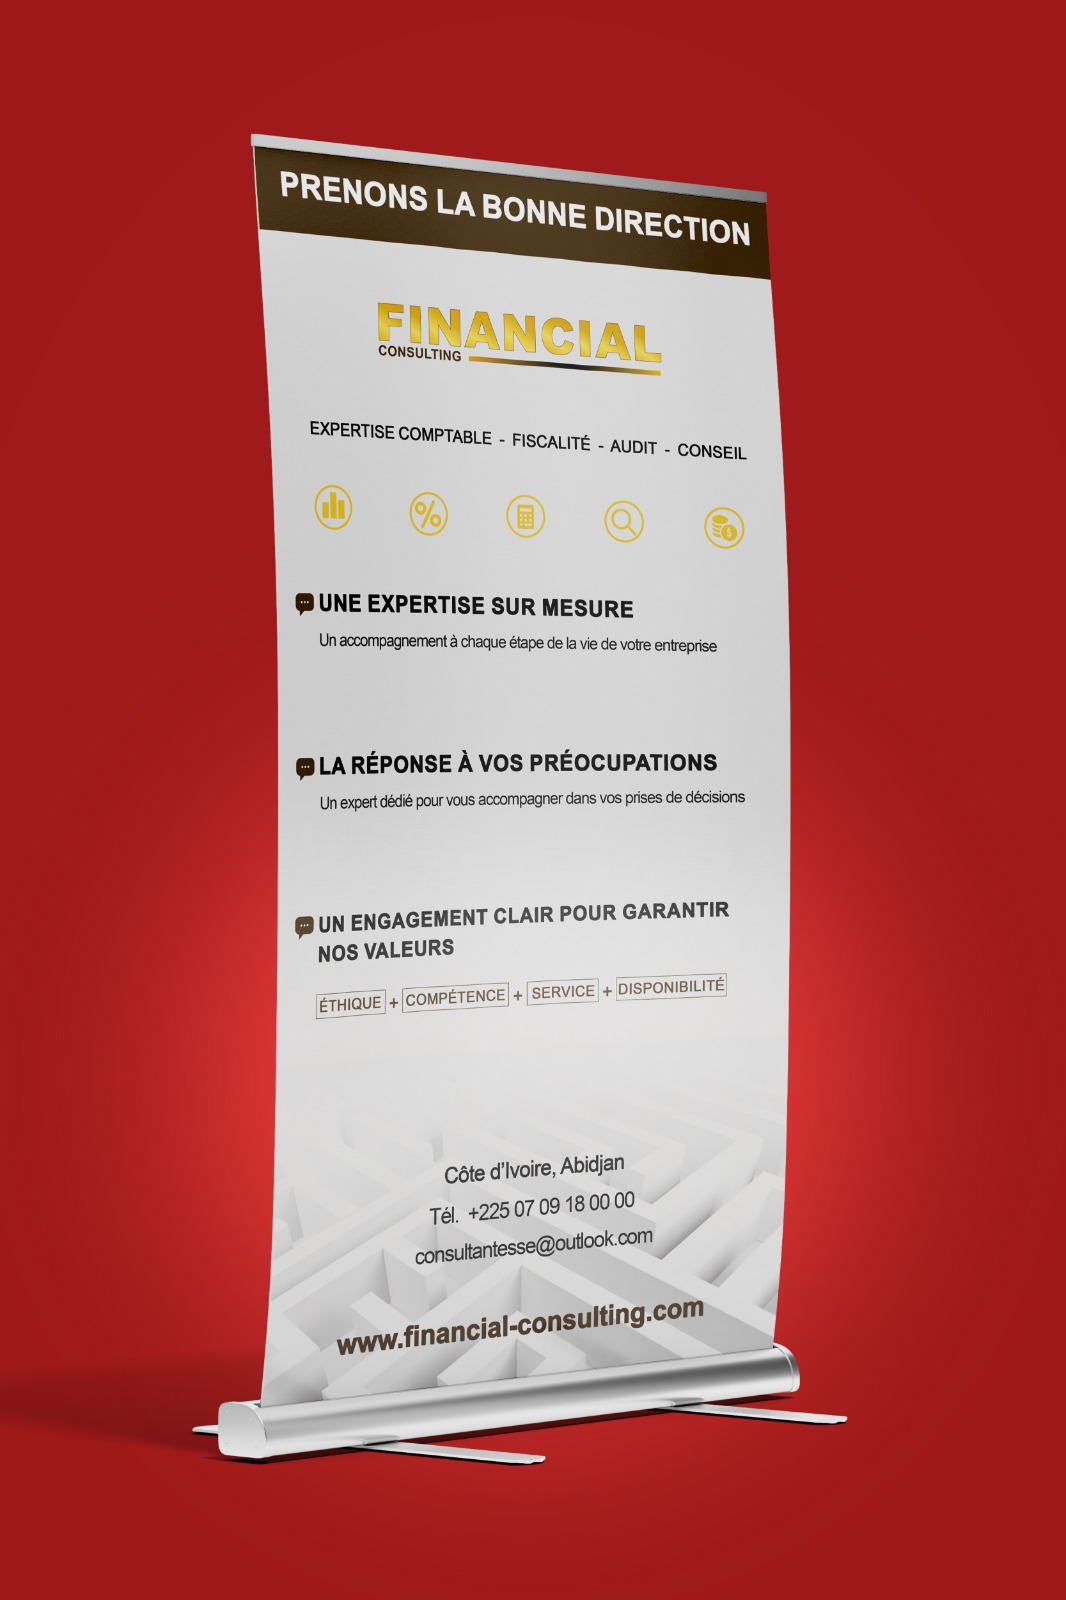 PRENONS LA BONNE DIRECTION
FINANCIAL
CONSULTING
EXPERTISE COMPTABLE - FISCALITÉ - AUDIT - CONSEIL
UNE EXPERTISE SUR MESURE
Un accompagnement à chaque étape de la vie de votre entreprise
LA RÉPONSE À VOS PRÉOCUPATIONS
Un expert dédié pour vous accompagner dans vos prises de décisions
UN ENGAGEMENT CLAIR POUR GARANTIR
NOS VALEURS
ÉTHIQUE + COMPÉTENCE + SERVICE + DISPONIBILITÉ
Côte d'Ivoire, Abidjan
Tél. +225 07 09 18 00 00
consultantesse@outlook.com
www.financial-consulting.com